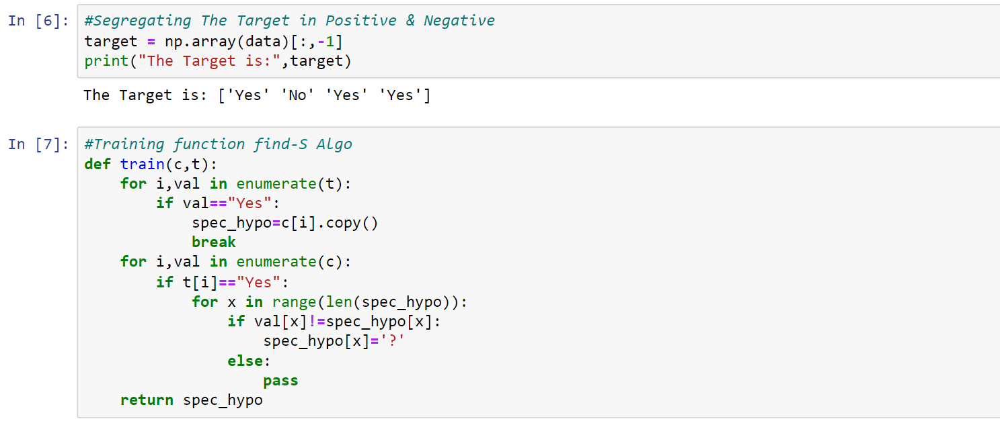 In [6]: #Segregating The Target in Positive & Negative
target = np.array(data)[:,-1]
print("The Target is:",target)
The Target is: ['Yes' 'No' 'Yes' 'Yes']
In [7]: #Training function find-S Algo
def train(c,t):
    for i,val in enumerate(t):
        if val=="Yes":
            spec_hypo=c[i].copy()
            break
    for i,val in enumerate(c):
        if t[i]=="Yes":
            for x in range(len(spec_hypo)):
                if val[x]!=spec_hypo[x]:
                    spec_hypo[x]='?'
                else:
                    pass
    return spec_hypo